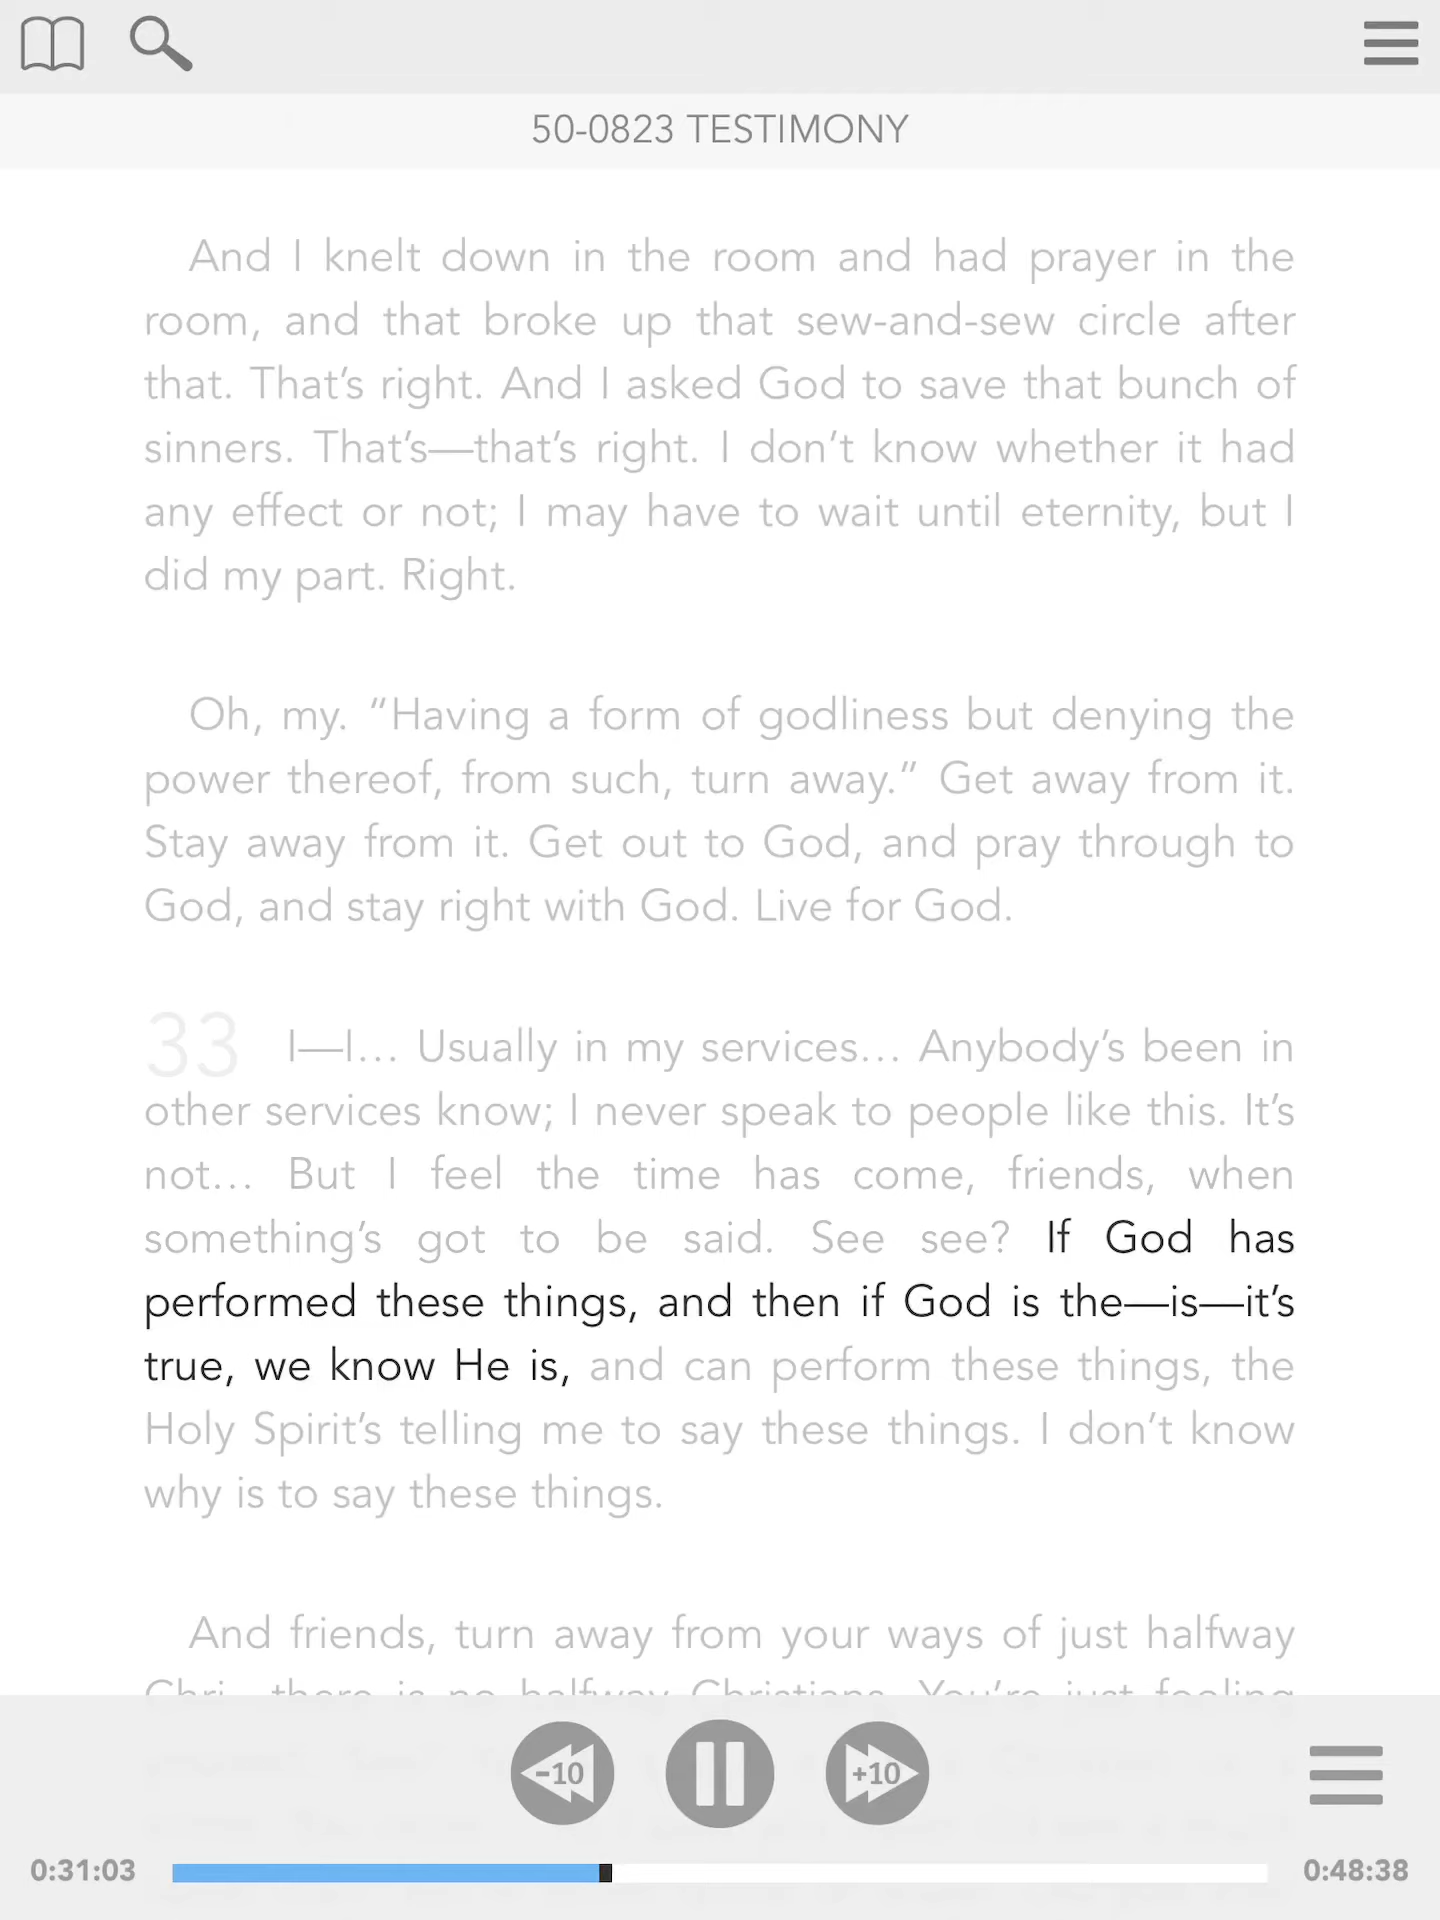 50-0823 TESTIMONY
And I knelt down in the room and had prayer in the
room, and that broke up that sew-and-sew circle after
that. That’s right. And I asked God to save that bunch of
sinners. That’s—that’s right. I don’t know whether it had
any effect or not; I may have to wait until eternity, but I
did my part. Right.
Oh, my. “Having a form of godliness but denying the
power thereof, from such, turn away.” Get away from it.
Stay away from it. Get out to God, and pray through to
God, and stay right with God. Live for God.
33 I—I… Usually in my services… Anybody’s been in
other services know; I never speak to people like this. It’s
not… But I feel the time has come, friends, when
something’s got to be said. See see? If God has
performed these things, and then if God is the—is—it’s
true, we know He is, and can perform these things, the
Holy Spirit’s telling me to say these things. I don’t know
why is to say these things.
And friends, turn away from your ways of just halfway
Chri… there is no halfway Christians. You’re just fooling
-10 +10
0:31:03 0:48:38